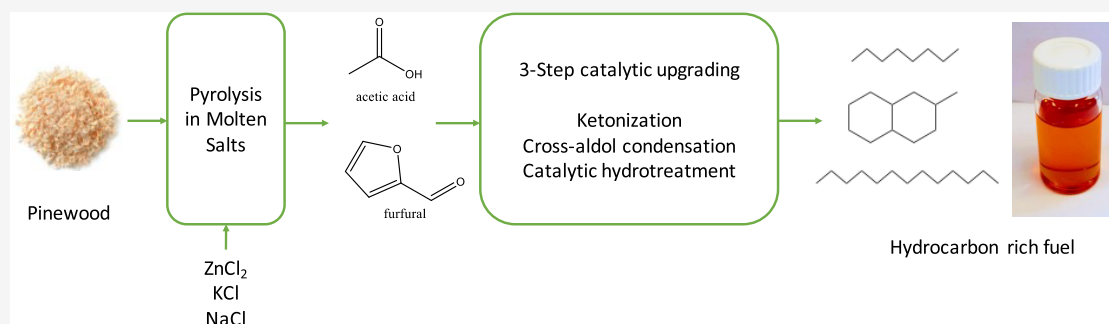 Pinewood
Pyrolysis
in Molten
Salts
ZnCl₂
KCl
NaCl
O
OH
acetic acid
O
O
furfural
3-Step catalytic upgrading
Ketonization
Cross-aldol condensation
Catalytic hydrotreatment
Hydrocarbon rich fuel